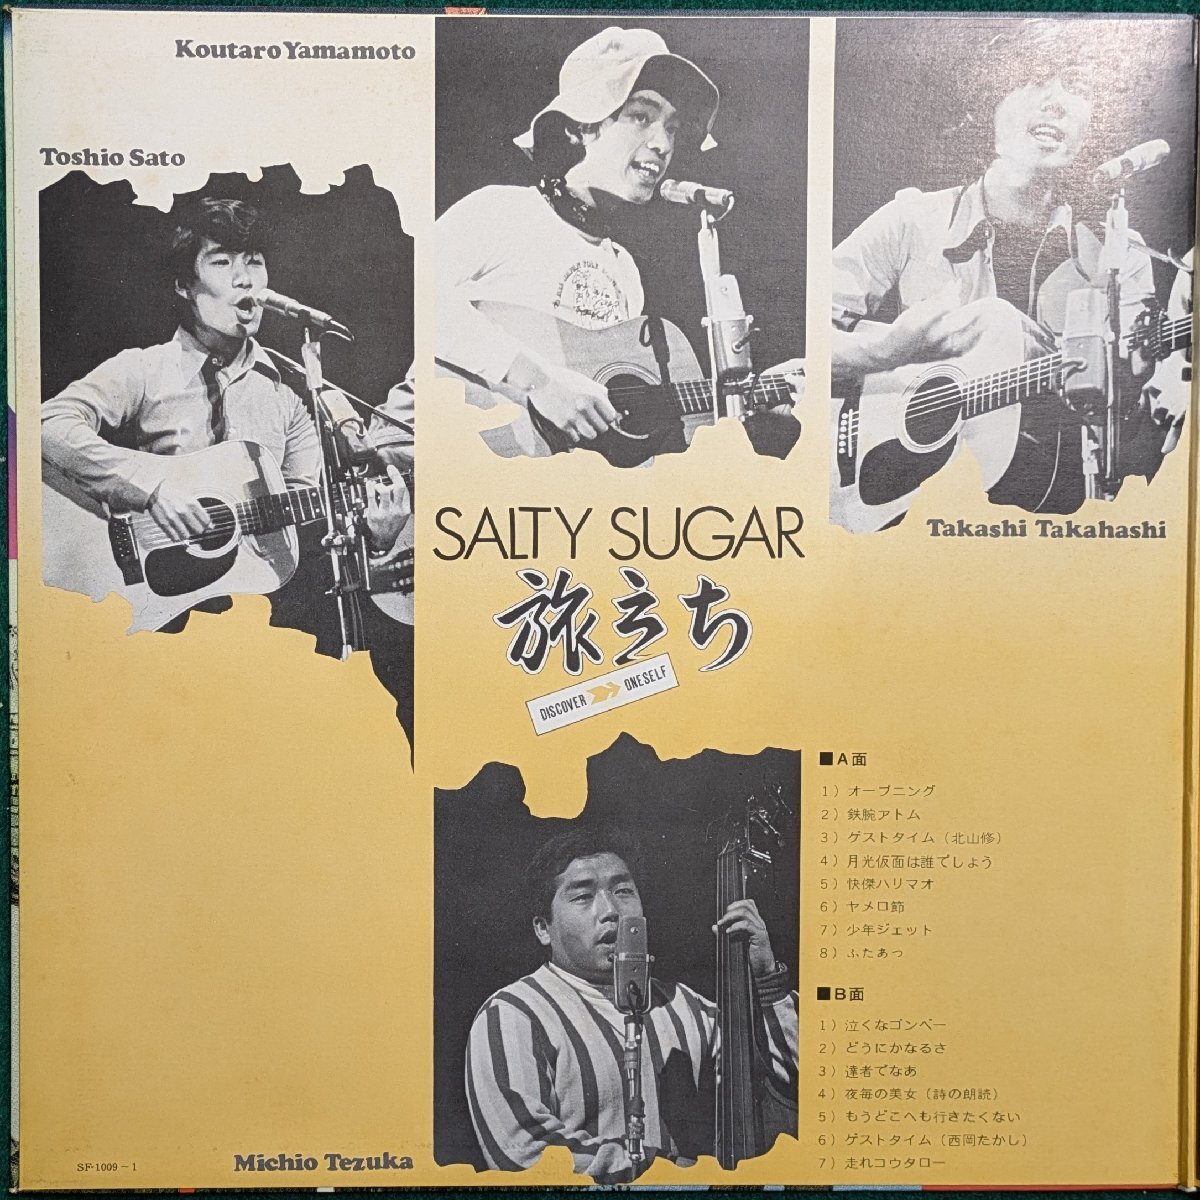 Koutaro Yamamoto
Toshio Sato
Takashi Takahashi
SALTY SUGAR
旅立ち
DISCOVER ONESELF
■A面
1）オープニング
2）鉄腕アトム
3）ゲストタイム（北山修）
4）月光仮面は誰でしょう
5）快傑ハリマオ
6）ヤメロ節
7）少年ジェット
8）ふたあつ
■B面
1）泣くなゴンベー
2）どうにかなるさ
3）達者でなあ
4）夜毎の美女（詩の朗読）
5）もうどこへも行きたくない
6）ゲストタイム（西岡たかし）
7）走れコウタロー
Michio Tezuka
SF-1009~1